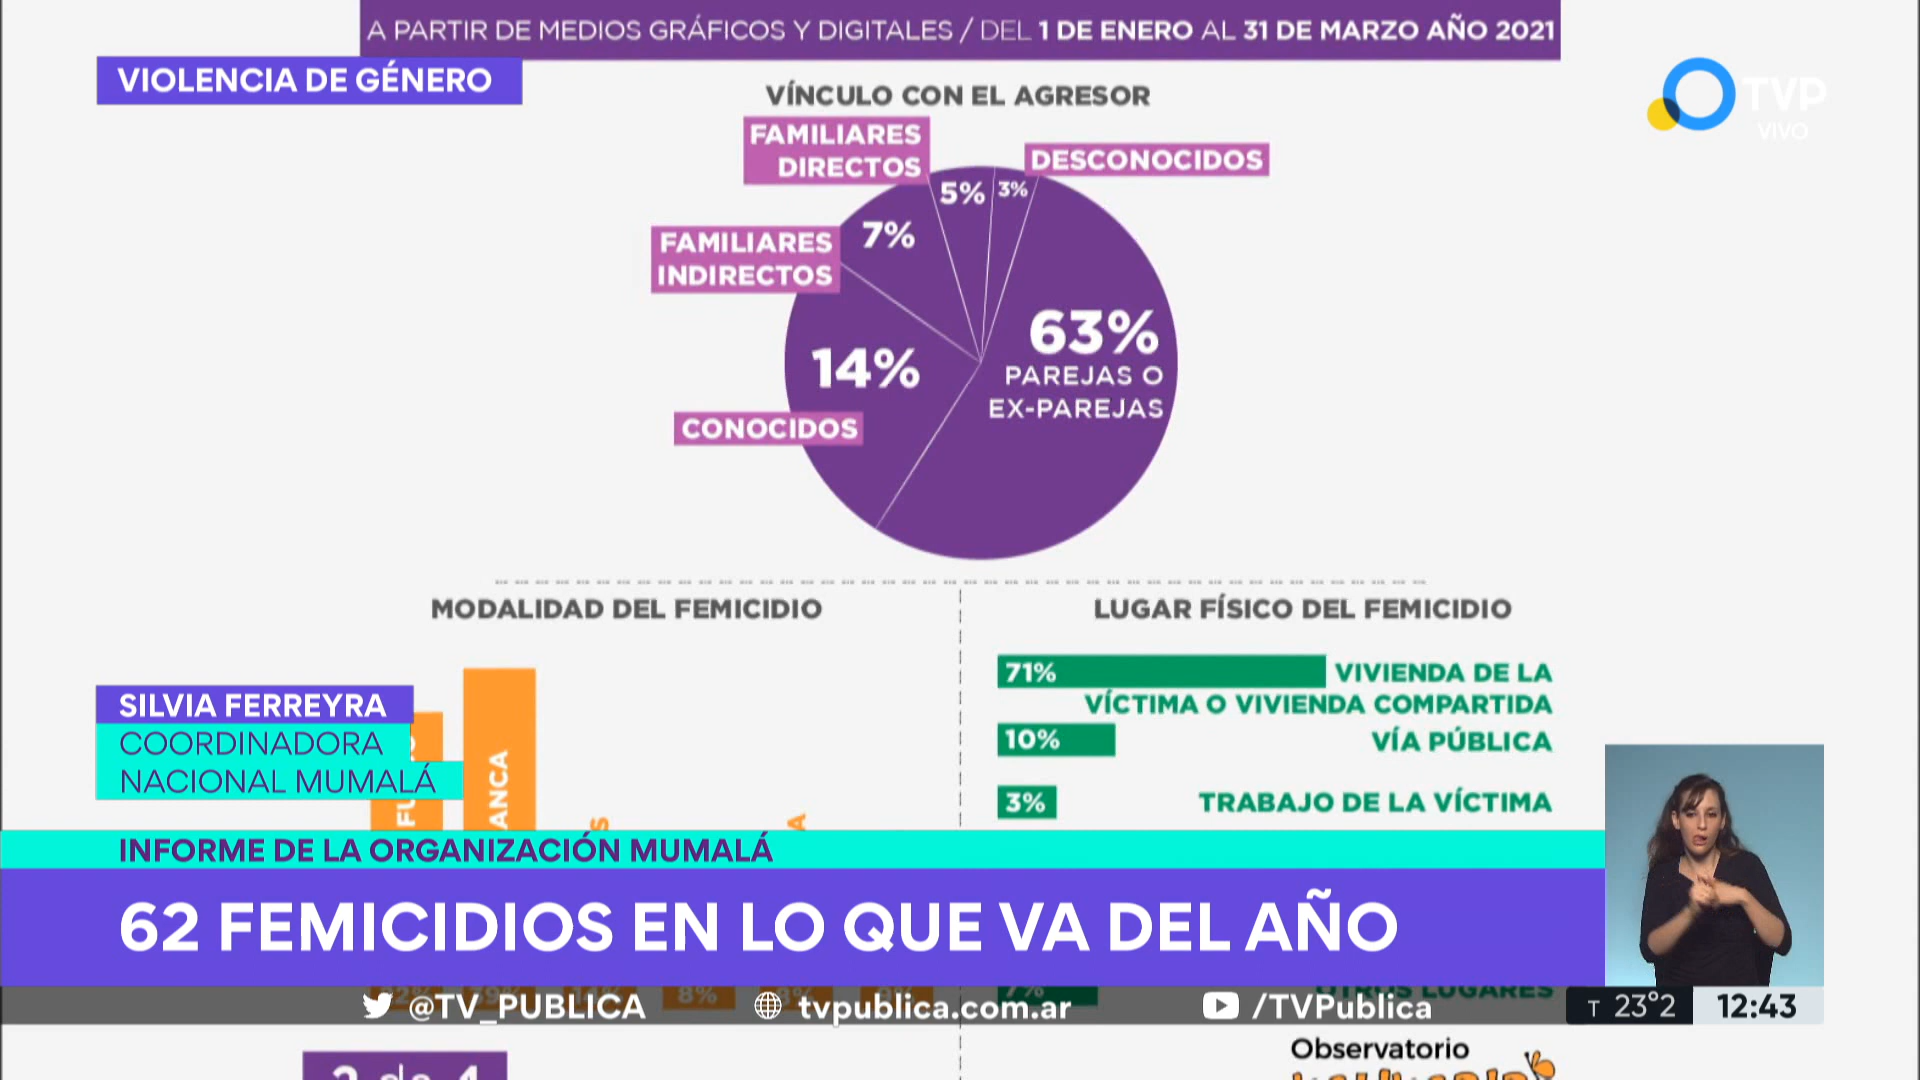 A PARTIR DE MEDIOS GRÁFICOS Y DIGITALES / DEL 1 DE ENERO AL 31 DE MARZO AÑO 2021
VIOLENCIA DE GÉNERO
TVP
VIVO
VÍNCULO CON EL AGRESOR
FAMILIARES
DIRECTOS
DESCONOCIDOS
5%
3%
FAMILIARES
INDIRECTOS
7%
63%
PAREJAS O
EX-PAREJAS
14%
CONOCIDOS
MODALIDAD DEL FEMICIDIO
LUGAR FÍSICO DEL FEMICIDIO
71%
VIVIENDA DE LA
VÍCTIMA O VIVIENDA COMPARTIDA
10%
VÍA PÚBLICA
3%
TRABAJO DE LA VÍCTIMA
SILVIA FERREYRA
COORDINADORA
NACIONAL MUMALÁ
INFORME DE LA ORGANIZACIÓN MUMALÁ
62 FEMICIDIOS EN LO QUE VA DEL AÑO
8%
7%
OTROS LUGARES
@TV_PUBLICA
tvpublica.com.ar
/TVPublica
T 23°2
12:43
Observatorio